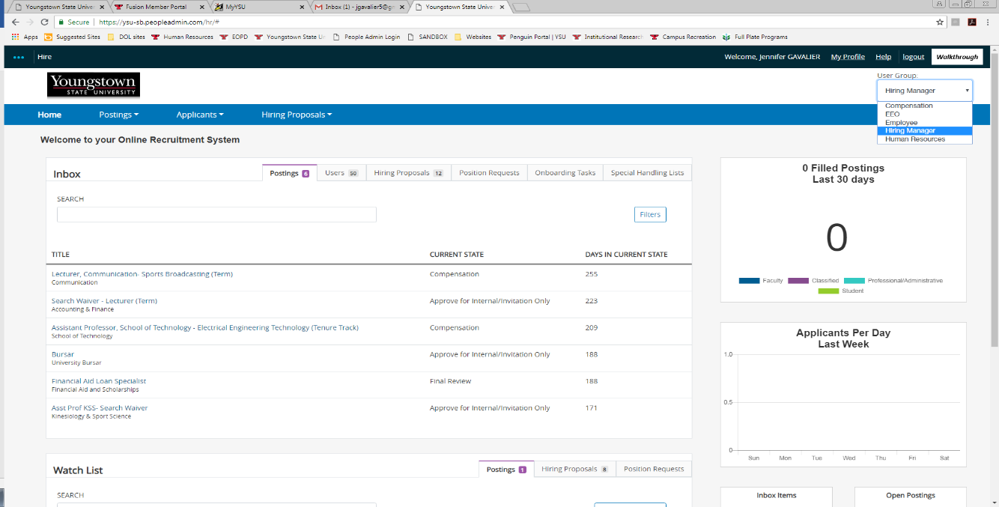 Youngstown State Univer
Fusion Member Portal
MyYSU
Inbox (1) - jgavalier5@gm
Youngstown State Univer
Secure
https://ysu-sb.peopleadmin.com/hr/#
Apps
Suggested Sites
DOL sites
Human Resources
EOPD
Youngstown State U
People Admin Login
SANDBOX
Websites
Penguin Portal | YSU
Institutional Research
Campus Recreation
Full Plate Programs
Hire
Welcome, Jennifer GAVALIER
My Profile
Help
logout
Walkthrough
Youngstown
STATE UNIVERSITY
User Group:
Hiring Manager
Compensation
EEO
Employee
Hiring Manager
Human Resources
Home
Postings
Applicants
Hiring Proposals
Welcome to your Online Recruitment System
Inbox
Postings 6
Users 50
Hiring Proposals 12
Position Requests
Onboarding Tasks
Special Handling Lists
SEARCH
Filters
TITLE
CURRENT STATE
DAYS IN CURRENT STATE
Lecturer, Communication- Sports Broadcasting (Term)
Communication
Compensation
255
Search Waiver - Lecturer (Term)
Accounting & Finance
Approve for Internal/Invitation Only
223
Assistant Professor, School of Technology - Electrical Engineering Technology (Tenure Track)
School of Technology
Compensation
209
Bursar
University Bursar
Approve for Internal/Invitation Only
188
Financial Aid Loan Specialist
Financial Aid and Scholarships
Final Review
188
Asst Prof KSS- Search Waiver
Kinesiology & Sport Science
Approve for Internal/Invitation Only
171
Watch List
Postings 1
Hiring Proposals 8
Position Requests
SEARCH
0 Filled Postings
Last 30 days
0
Faculty
Classified
Professional/Administrative
Student
Applicants Per Day
Last Week
1.0
0.5
0
Sun
Mon
Tue
Wed
Thu
Fri
Sat
Inbox Items
Open Postings